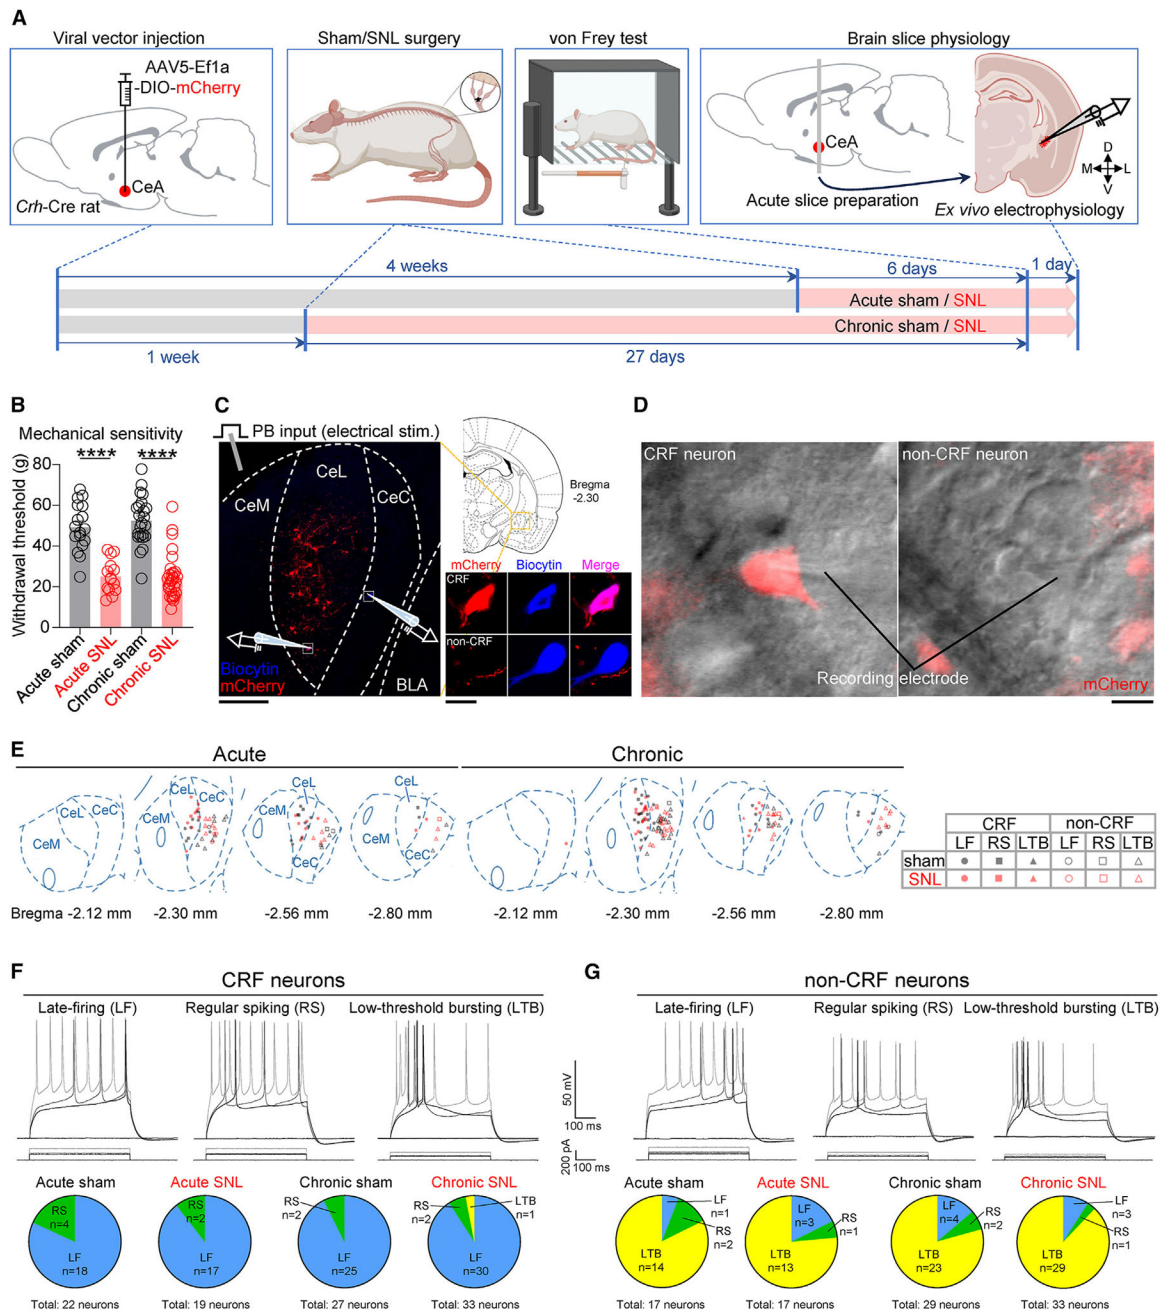 A
Viral vector injection
AAV5-Ef1a
-DIO-mCherry
CeA
Crh-Cre rat
Sham/SNL surgery
von Frey test
Brain slice physiology
CeA
Acute slice preparation
D
M L
V
Ex vivo electrophysiology
4 weeks
6 days
1 day
Acute sham / SNL
Chronic sham / SNL
1 week
27 days
B
Mechanical sensitivity
**** ****
Withdrawal threshold (g)
80
60
40
20
0
Acute sham
Acute SNL
Chronic sham
Chronic SNL
C
PB input (electrical stim.)
CeL
CeM
CeC
Biocytin
mCherry
BLA
Bregma
-2.30
mCherry Biocytin Merge
CRF
non-CRF
D
CRF neuron
non-CRF neuron
Recording electrode
mCherry
E
Acute
Chronic
CeL CeC
CeM
CeL
CeC
CeM
CeL
CeM
CeC
CeL
CeM
CeC
Bregma -2.12 mm -2.30 mm -2.56 mm -2.80 mm -2.12 mm -2.30 mm -2.56 mm -2.80 mm
CRF non-CRF
LF RS LTB LF RS LTB
sham
SNL
F
CRF neurons
Late-firing (LF) Regular spiking (RS) Low-threshold bursting (LTB)
50 mV
100 ms
200 pA
100 ms
Acute sham
RS
n=4
LF
n=18
Total: 22 neurons
Acute SNL
RS
n=2
LF
n=17
Total: 19 neurons
Chronic sham
RS
n=2
LF
n=25
Total: 27 neurons
Chronic SNL
RS
n=2
LTB
n=1
LF
n=30
Total: 33 neurons
G
non-CRF neurons
Late-firing (LF) Regular spiking (RS) Low-threshold bursting (LTB)
Acute sham
LF
n=1
RS
n=2
LTB
n=14
Total: 17 neurons
Acute SNL
LF
n=3
RS
n=1
LTB
n=13
Total: 17 neurons
Chronic sham
LF
n=4
RS
n=2
LTB
n=23
Total: 29 neurons
Chronic SNL
LF
n=3
RS
n=1
LTB
n=29
Total: 33 neurons